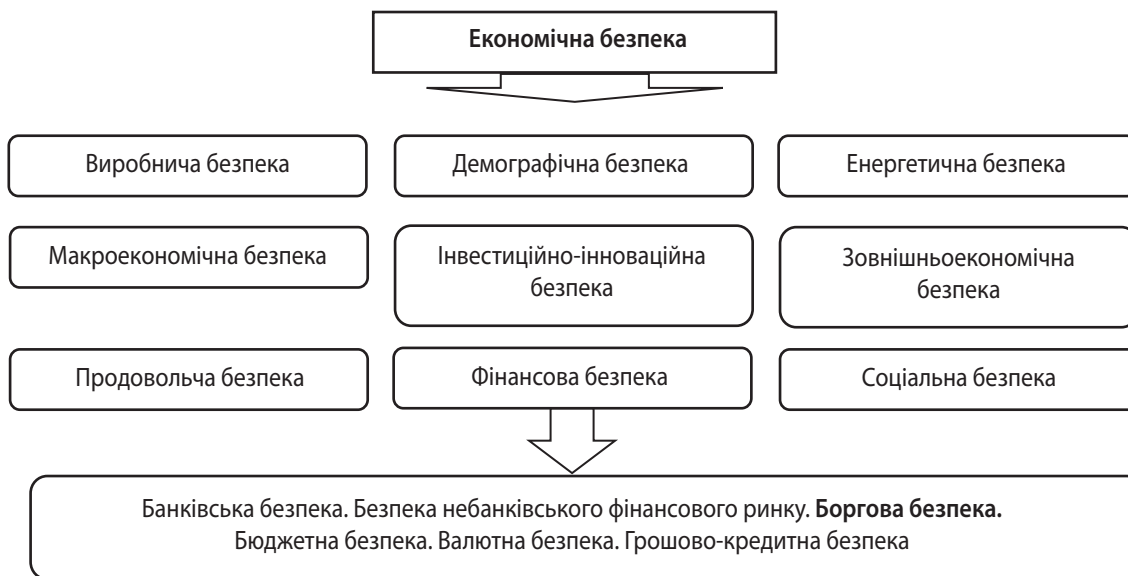 Економічна безпека
Виробнича безпека
Демографічна безпека
Енергетична безпека
Макроекономічна безпека
Інвестиційно-інноваційна
безпека
Зовнішньоекономічна
безпека
Продовольча безпека
Фінансова безпека
Соціальна безпека
Банківська безпека. Безпека небанківського фінансового ринку. Боргова безпека.
Бюджетна безпека. Валютна безпека. Грошово-кредитна безпека